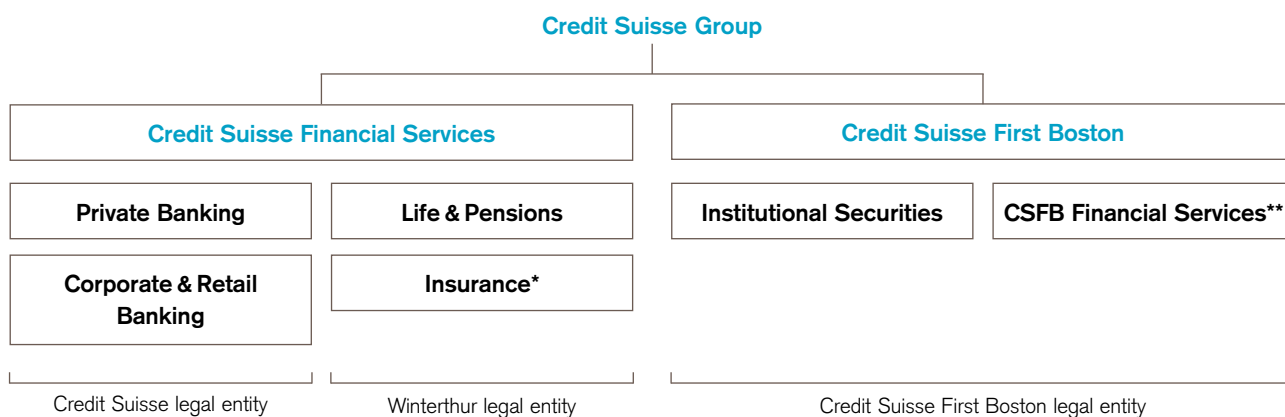 Credit Suisse Group
Credit Suisse Financial Services
Credit Suisse First Boston
Private Banking
Life & Pensions
Institutional Securities
CSFB Financial Services**
Corporate & Retail
Banking
Insurance*
Credit Suisse legal entity
Winterthur legal entity
Credit Suisse First Boston legal entity